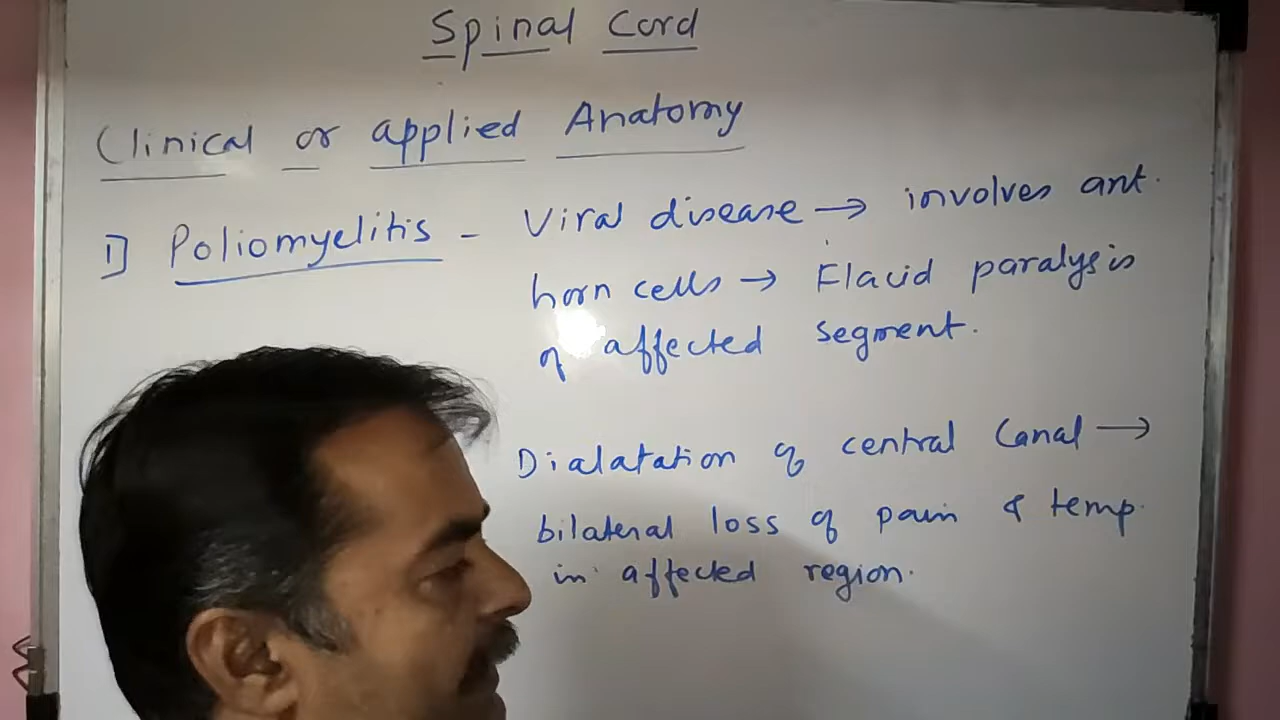 Spinal Cord
Clinical or applied Anatomy
1) Poliomyelitis - Viral disease → involves ant.
horn cells → Flacid paralysis
of affected segment.
Dialatation of central Canal →
bilateral loss of pain & temp.
in affected region.